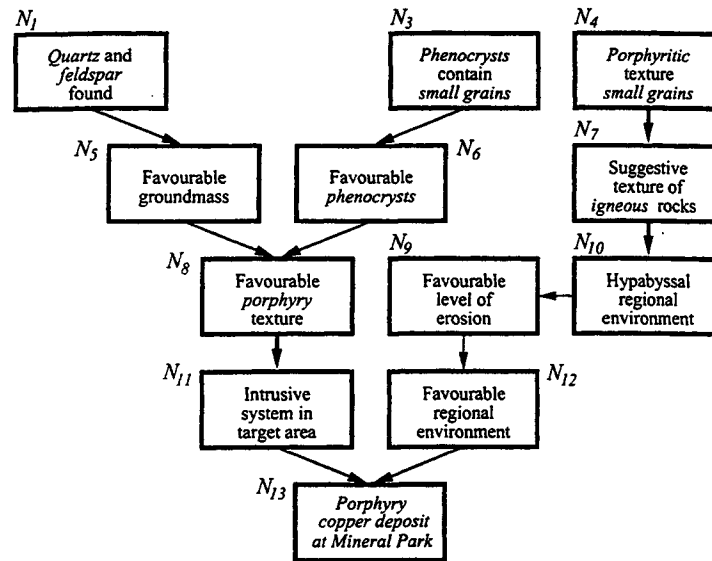 N1
Quartz and
feldspar
found
N3
Phenocrysts
contain
small grains
N4
Porphyritic
texture
small grains
N5
Favourable
groundmass
N6
Favourable
phenocrysts
N7
Suggestive
texture of
igneous rocks
N8
Favourable
porphyry
texture
N9
Favourable
level of
erosion
N10
Hypabyssal
regional
environment
N11
Intrusive
system in
target area
N12
Favourable
regional
environment
N13
Porphyry
copper deposit
at Mineral Park